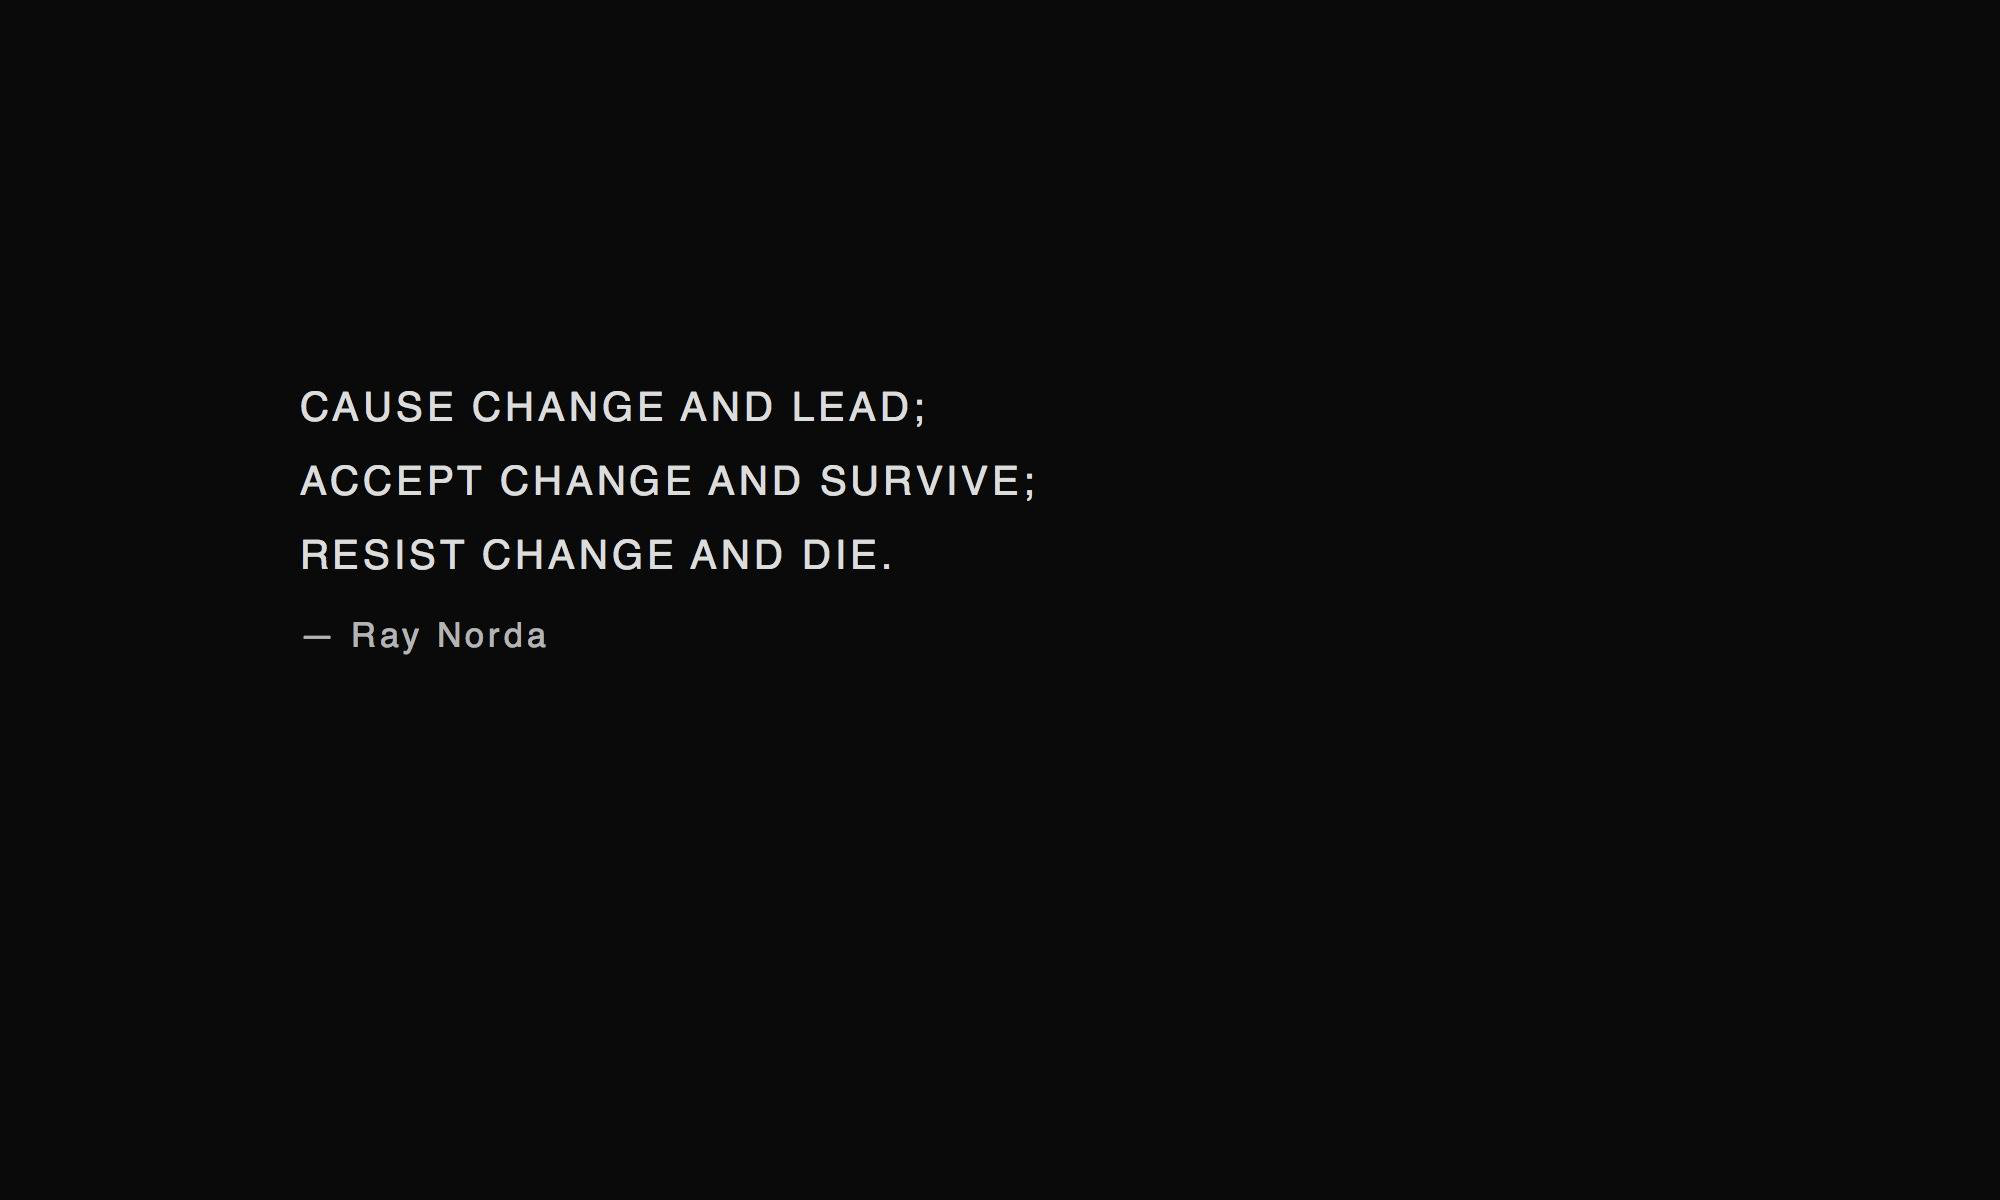 CAUSE CHANGE AND LEAD;
ACCEPT CHANGE AND SURVIVE;
RESIST CHANGE AND DIE.
— Ray Norda